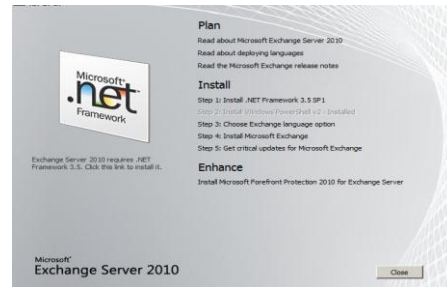 Plan
Read about Microsoft Exchange Server 2010
Read about deploying languages
Read the Microsoft Exchange release notes
Install
Step 1: Install .NET Framework 3.5 SP1
Step 2: Install Windows PowerShell v2 - Installed
Step 3: Choose Exchange language option
Step 4: Install Microsoft Exchange
Step 5: Get critical updates for Microsoft Exchange
Enhance
Install Microsoft Forefront Protection 2010 for Exchange Server
Microsoft
.net
Framework
Exchange Server 2010 requires .NET
Framework 3.5. Click this link to install it.
Microsoft
Exchange Server 2010
Close